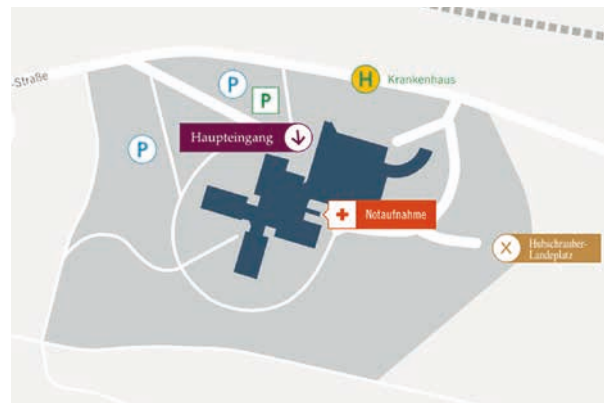 -Straße
P
P
H Krankenhaus
Haupteingang
P
Notaufnahme
Hubschrauber-
Landeplatz